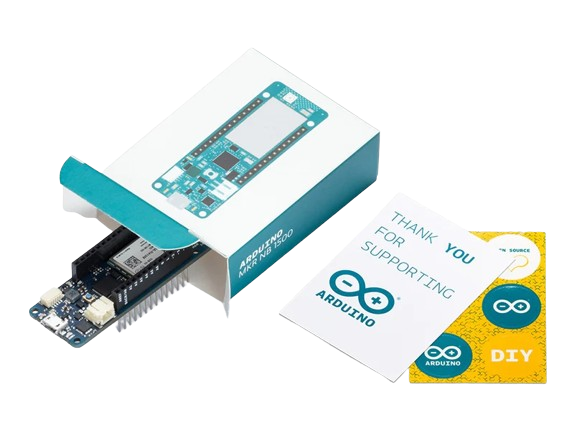 ARDUINO
MKR NB 1500
THANK YOU
FOR
SUPPORTING
ARDUINO
SOURCE
ARDUINO
DIY